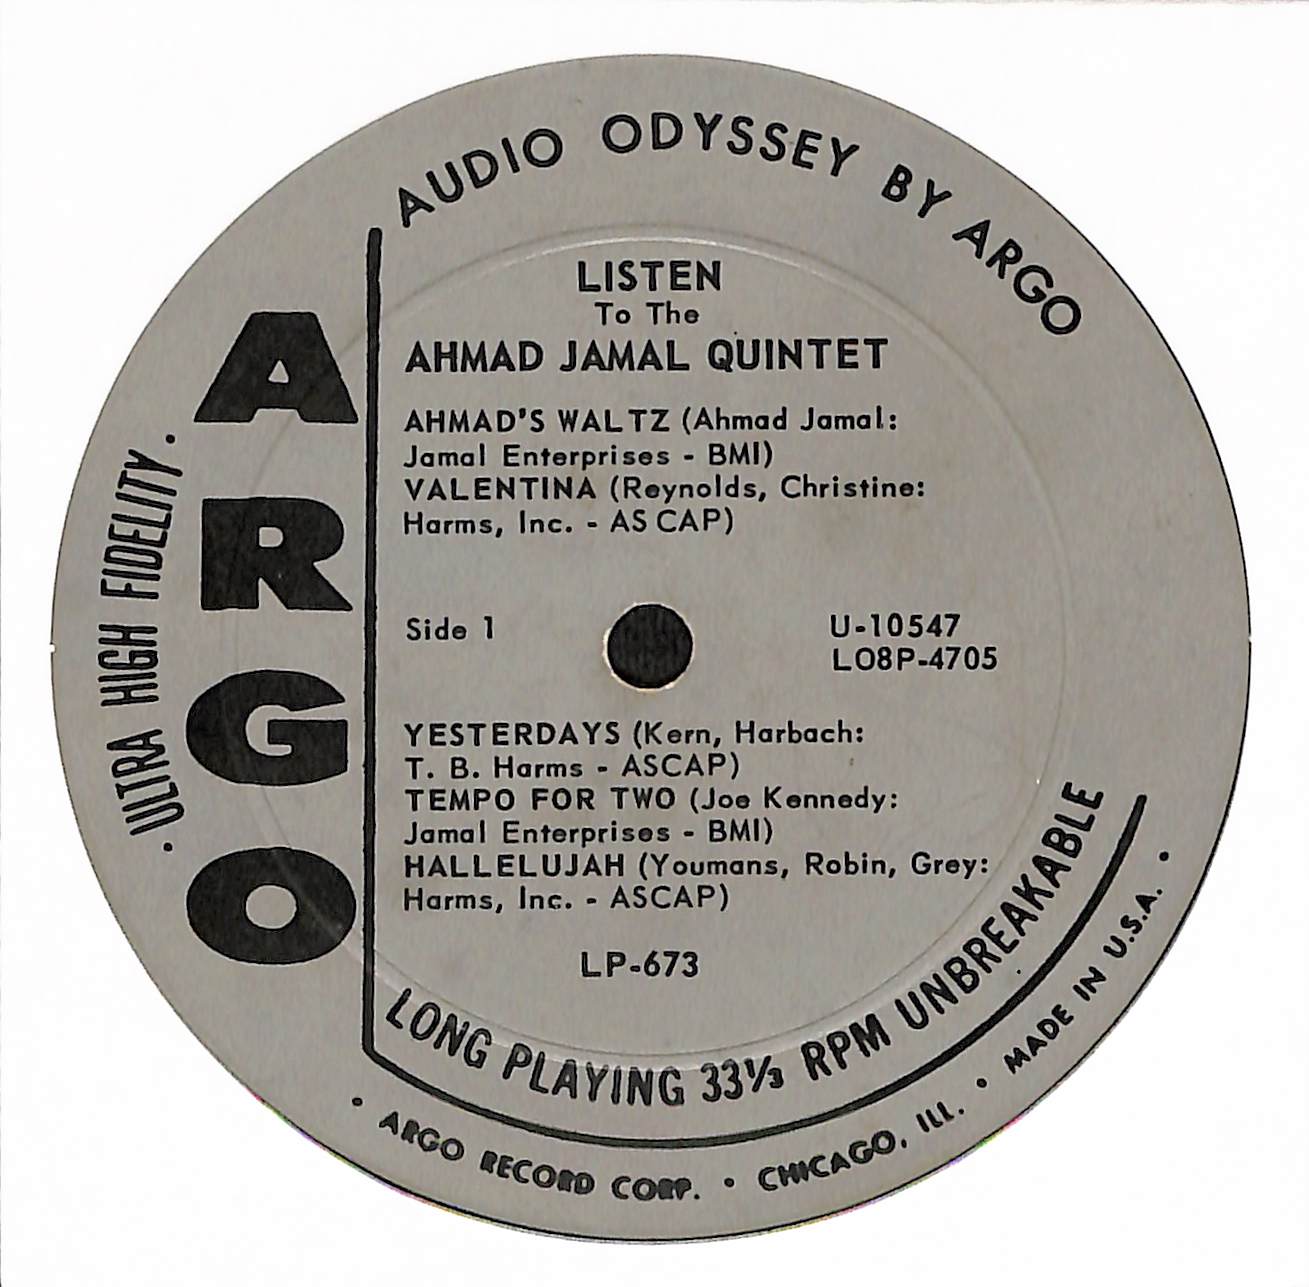 AUDIO ODYSSEY BY ARGO
ARGO
. ULTRA HIGH FIDELITY .
LISTEN
To The
AHMAD JAMAL QUINTET
AHMAD'S WALTZ (Ahmad Jamal:
Jamal Enterprises - BMI)
VALENTINA (Reynolds, Christine:
Harms, Inc. - ASCAP)
Side 1
U-10547
LO8P-4705
YESTERDAYS (Kern, Harbach:
T. B. Harms - ASCAP)
TEMPO FOR TWO (Joe Kennedy:
Jamal Enterprises - BMI)
HALLELUJAH (Youmans, Robin, Grey:
Harms, Inc. - ASCAP)
LP-673
LONG PLAYING 33⅓ RPM UNBREAKABLE
• ARGO RECORD CORP. • CHICAGO, ILL. • MADE IN U.S.A. •